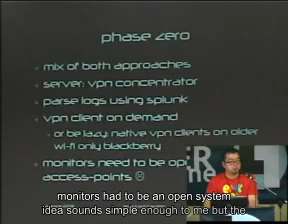 phase zero
mix of both approaches
server: vpn concentrator
parse logs using splunk
vpn client on demand
or be lazy: native vpn clients on older
wi-fi only blackberry
monitors need to be op
access-points
monitors had to be an open system
idea sounds simple enough to me but the